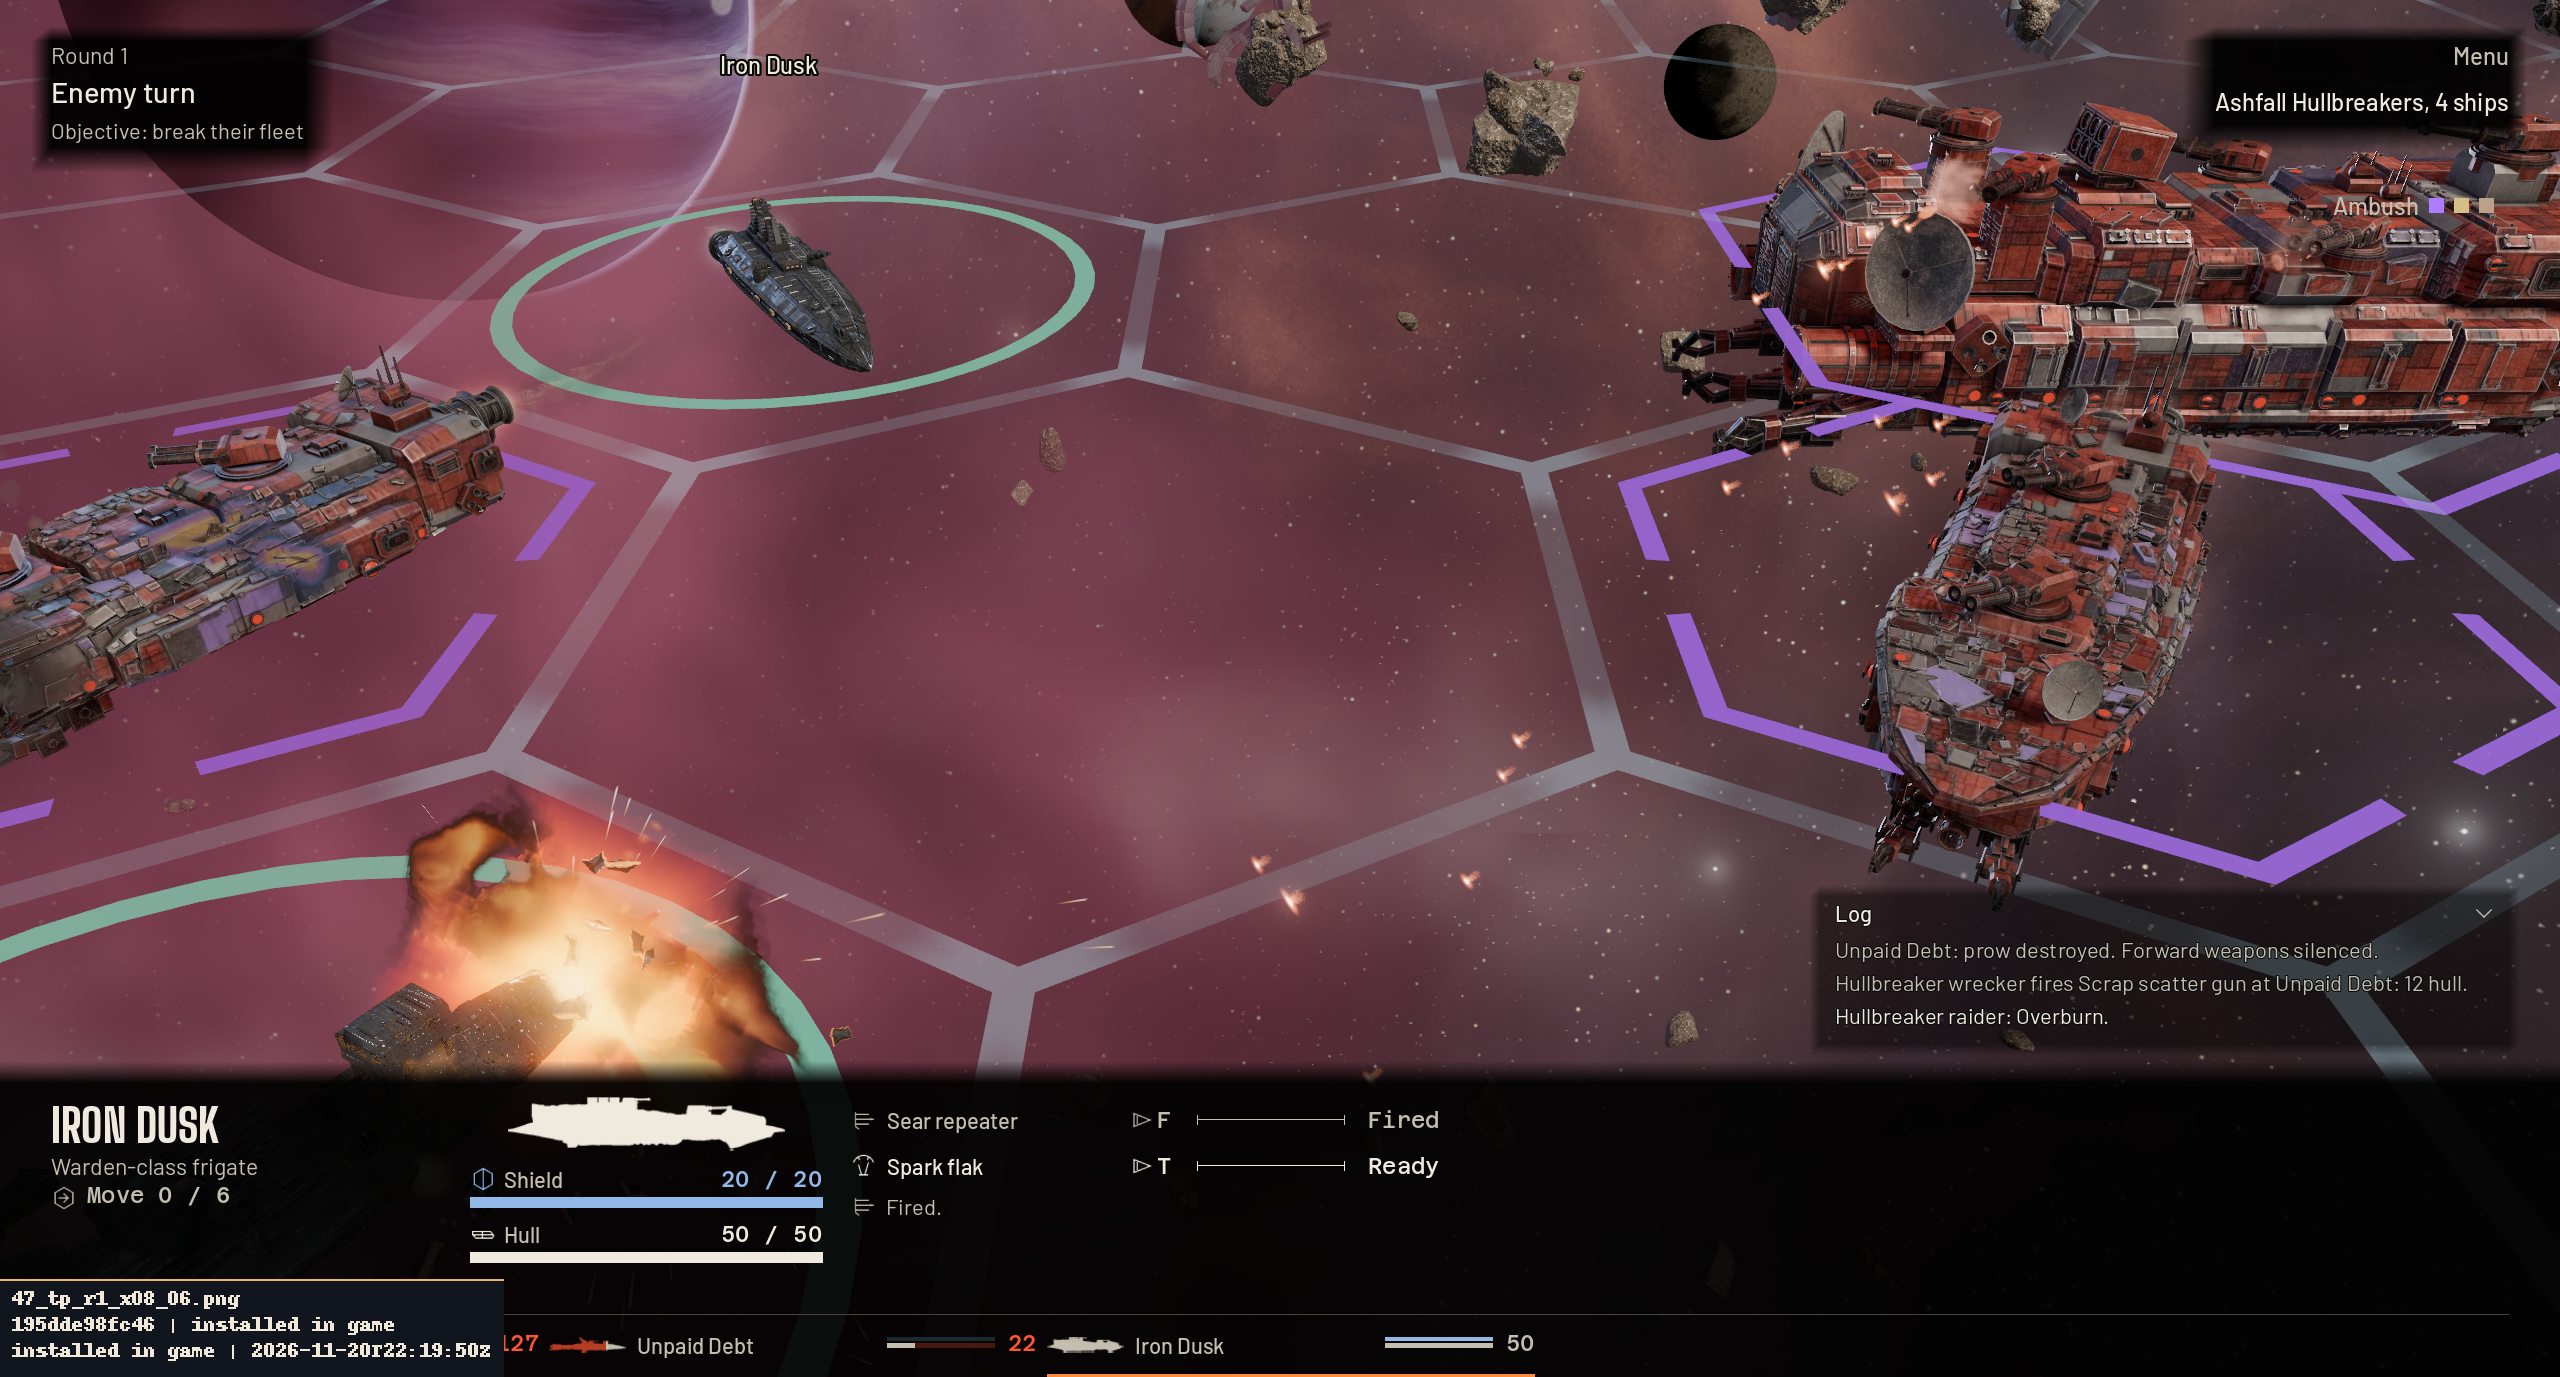 Round 1
Enemy turn
Objective: break their fleet
Iron Dusk
Menu
Ashfall Hullbreakers, 4 ships
Ambush
Log
Unpaid Debt: prow destroyed. Forward weapons silenced.
Hullbreaker wrecker fires Scrap scatter gun at Unpaid Debt: 12 hull.
Hullbreaker raider: Overburn.
IRON DUSK
Warden-class frigate
Move 0 / 6
Shield 20 / 20
Hull 50 / 50
Sear repeater F Fired
Spark flak T Ready
Fired.
47_tp_r1_x08_06.png
195dde98fc46 | installed in game
installed in game | 2026-11-20T22:19:50Z
127 Unpaid Debt 22 Iron Dusk 50